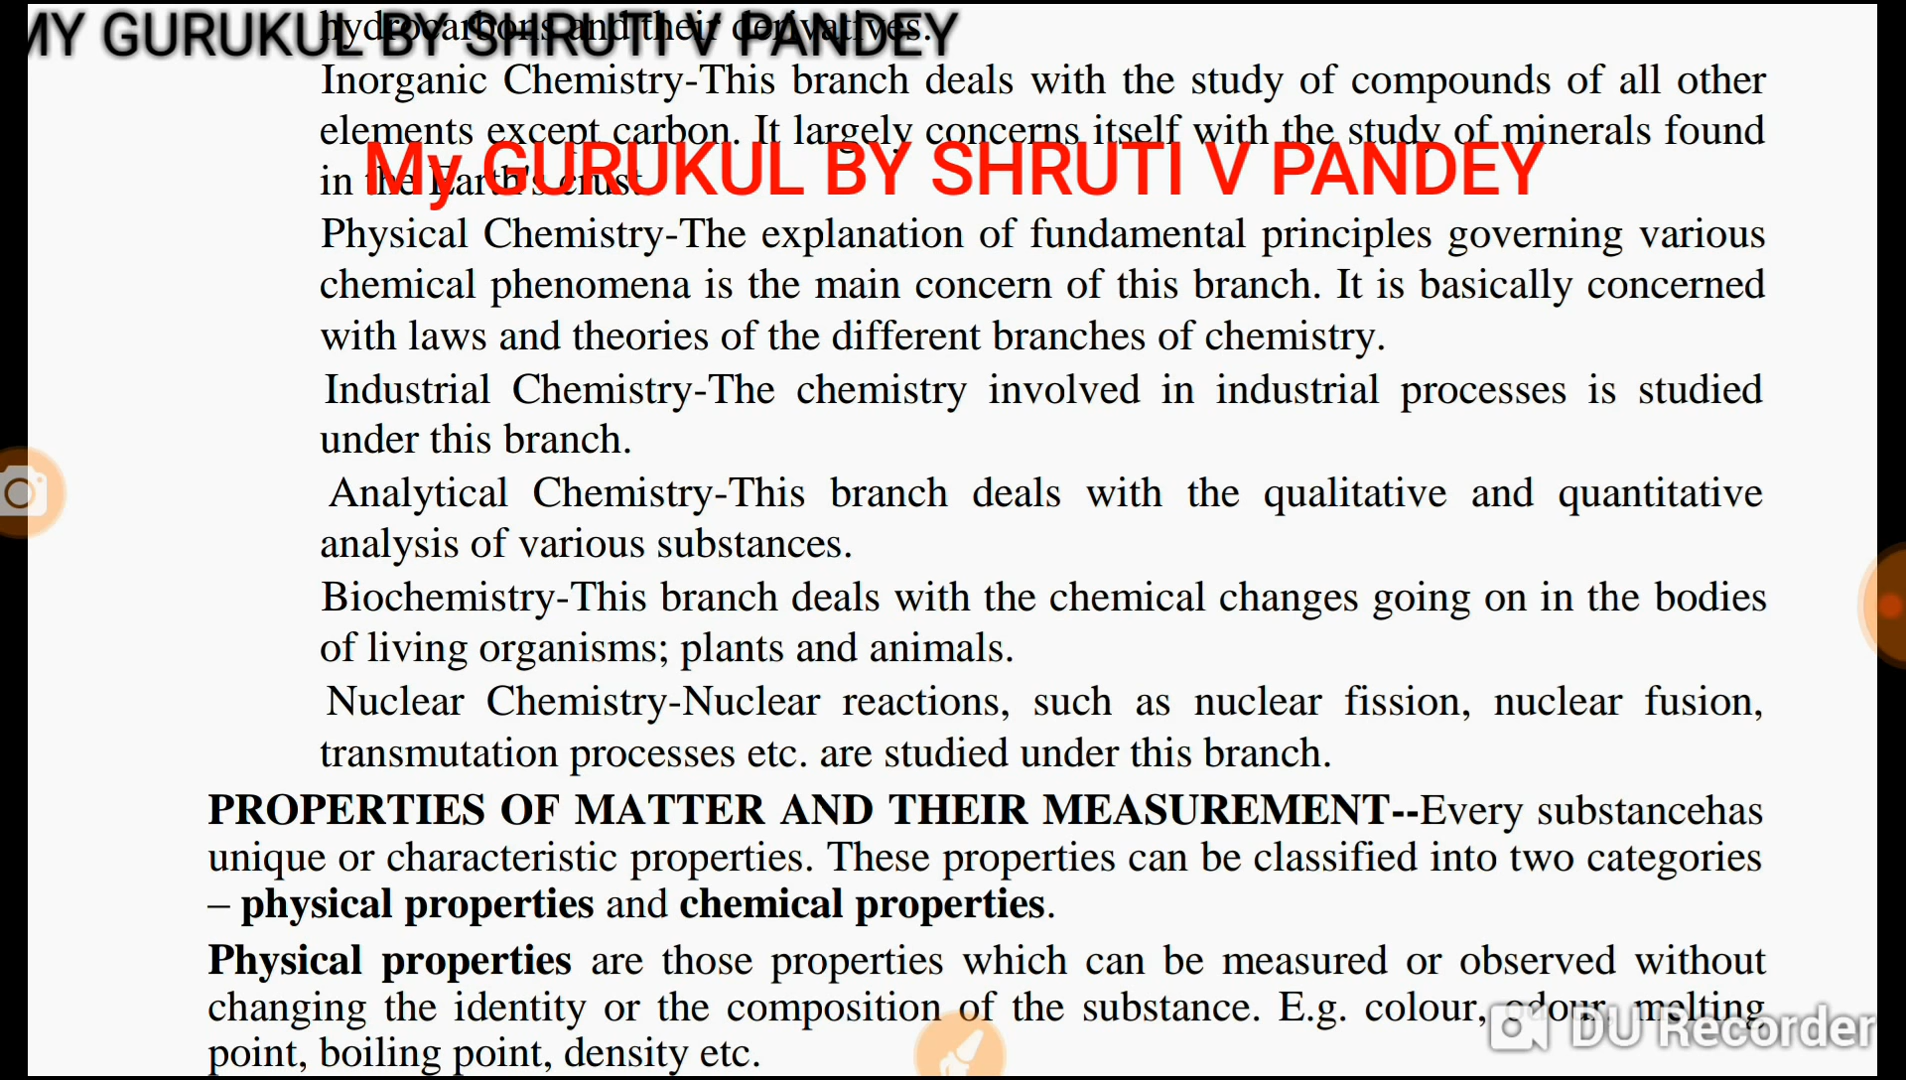 MY GURUKUL BY SHRUTI V PANDEY
hydrocarbons and their derivatives.
Inorganic Chemistry-This branch deals with the study of compounds of all other
elements except carbon. It largely concerns itself with the study of minerals found
in the Earth's crust
My GURUKUL BY SHRUTI V PANDEY
Physical Chemistry-The explanation of fundamental principles governing various
chemical phenomena is the main concern of this branch. It is basically concerned
with laws and theories of the different branches of chemistry.
Industrial Chemistry-The chemistry involved in industrial processes is studied
under this branch.
Analytical Chemistry-This branch deals with the qualitative and quantitative
analysis of various substances.
Biochemistry-This branch deals with the chemical changes going on in the bodies
of living organisms; plants and animals.
Nuclear Chemistry-Nuclear reactions, such as nuclear fission, nuclear fusion,
transmutation processes etc. are studied under this branch.
PROPERTIES OF MATTER AND THEIR MEASUREMENT--Every substancehas
unique or characteristic properties. These properties can be classified into two categories
– physical properties and chemical properties.
Physical properties are those properties which can be measured or observed without
changing the identity or the composition of the substance. E.g. colour, odour, melting
point, boiling point, density etc.
DU Recorder